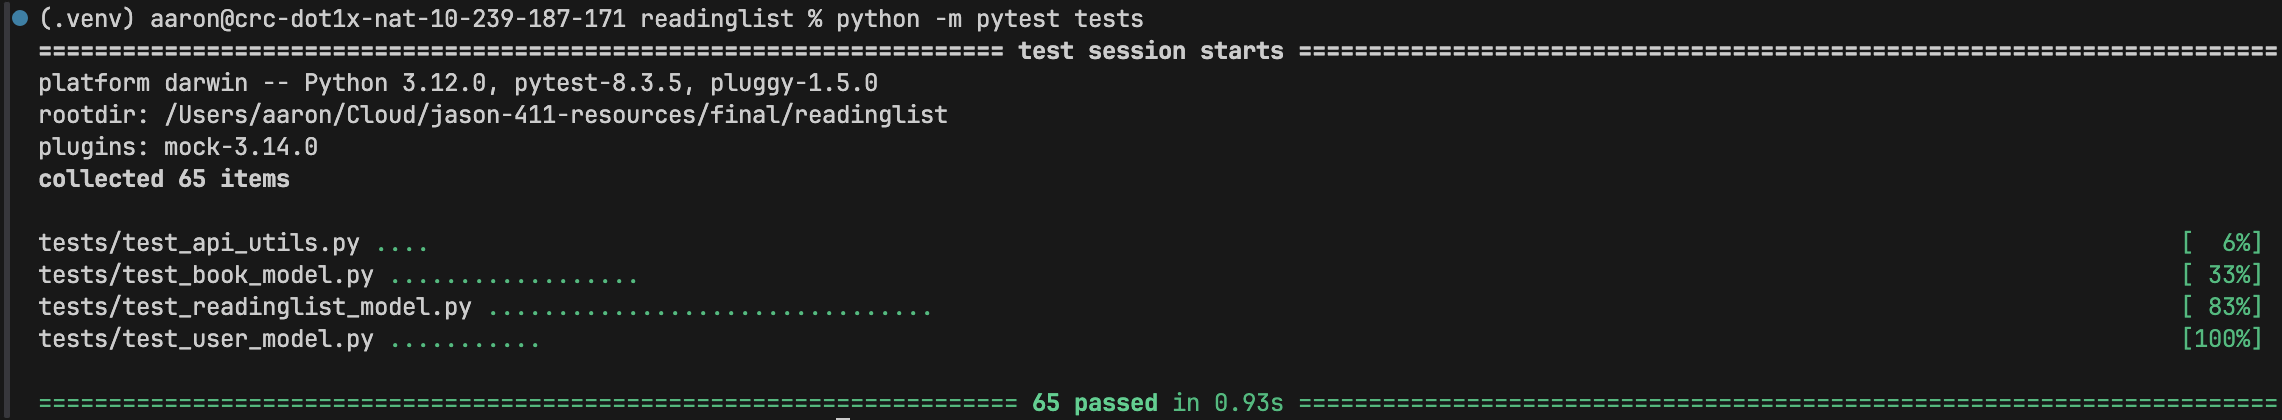 (.venv) aaron@crc-dot1x-nat-10-239-187-171 readinglist % python -m pytest tests
===================================================================== test session starts ======================================================================
platform darwin -- Python 3.12.0, pytest-8.3.5, pluggy-1.5.0
rootdir: /Users/aaron/Cloud/jason-411-resources/final/readinglist
plugins: mock-3.14.0
collected 65 items
tests/test_api_utils.py .... [  6%]
tests/test_book_model.py .................. [ 33%]
tests/test_readinglist_model.py ................................ [ 83%]
tests/test_user_model.py ........... [100%]
====================================================================== 65 passed in 0.93s ======================================================================